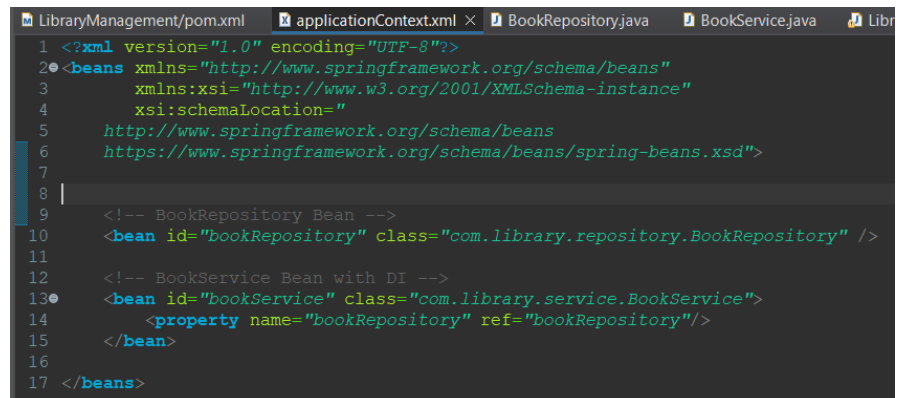 LibraryManagement/pom.xml applicationContext.xml BookRepository.java BookService.java Libr
1 <?xml version="1.0" encoding="UTF-8"?>
2 <beans xmlns="http://www.springframework.org/schema/beans"
3 xmlns:xsi="http://www.w3.org/2001/XMLSchema-instance"
4 xsi:schemaLocation="
5 http://www.springframework.org/schema/beans
6 https://www.springframework.org/schema/beans/spring-beans.xsd">
7
8
9 <!-- BookRepository Bean -->
10 <bean id="bookRepository" class="com.library.repository.BookRepository" />
11
12 <!-- BookService Bean with DI -->
13 <bean id="bookService" class="com.library.service.BookService">
14 <property name="bookRepository" ref="bookRepository"/>
15 </bean>
16
17 </beans>